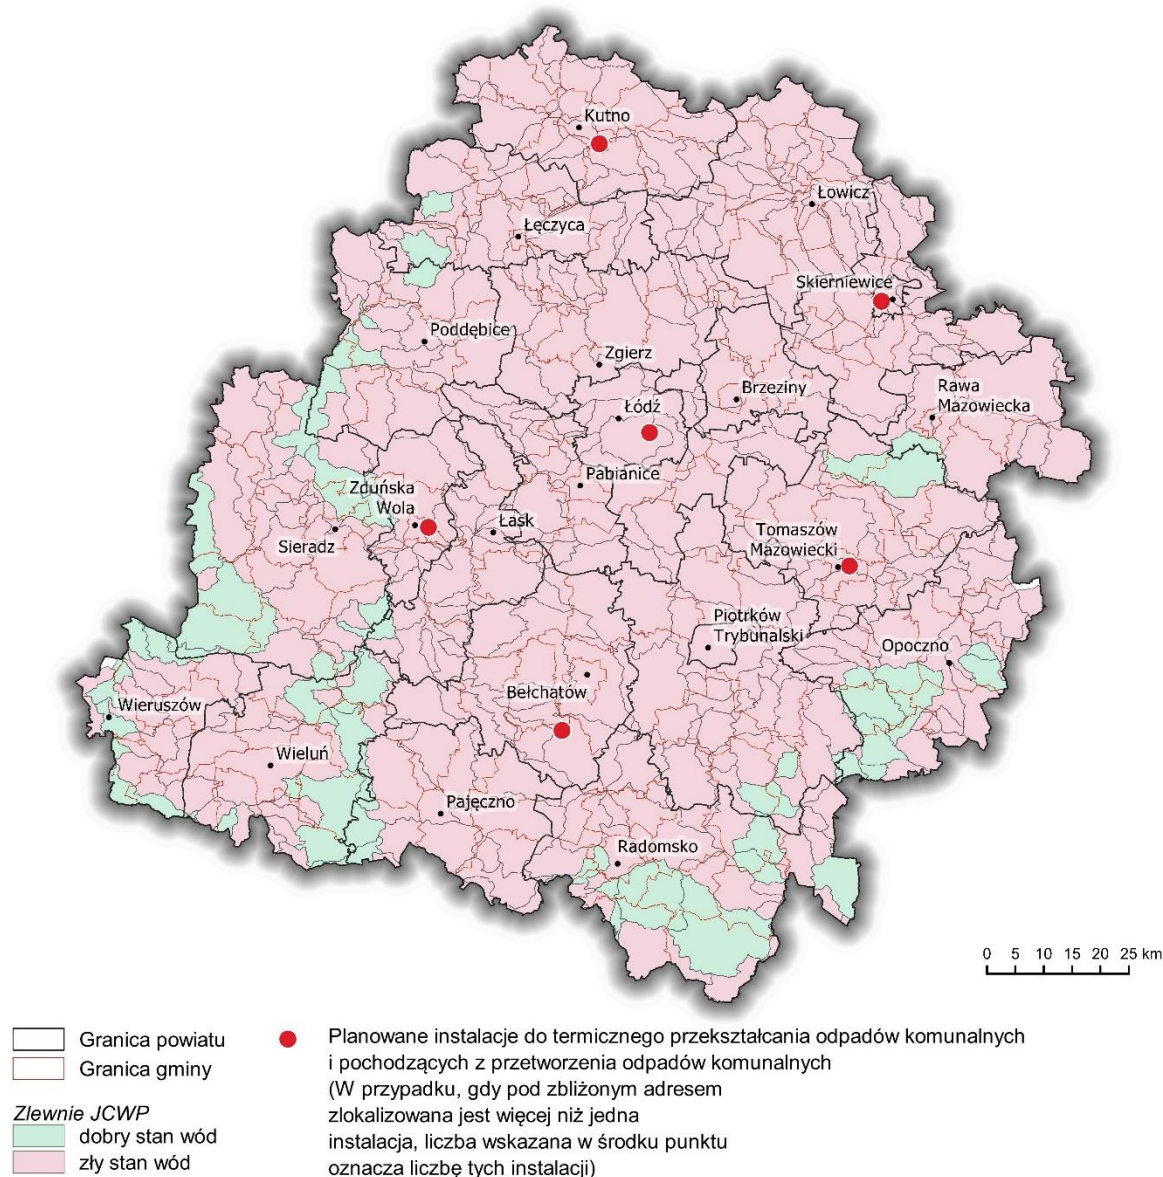 Kutno
Łowicz
Łęczyca
Skierniewice
Poddębice
Zgierz
Brzeziny
Rawa
Mazowiecka
Łódź
Pabianice
Zduńska
Wola
Łask
Sieradz
Tomaszów
Mazowiecki
Piotrków
Trybunalski
Opoczno
Bełchatów
Wieruszów
Wieluń
Pajęczno
Radomsko
0 5 10 15 20 25 km
Granica powiatu
Granica gminy
Zlewnie JCWP
dobry stan wód
zły stan wód
Planowane instalacje do termicznego przekształcania odpadów komunalnych
i pochodzących z przetworzenia odpadów komunalnych
(W przypadku, gdy pod zbliżonym adresem
zlokalizowana jest więcej niż jedna
instalacja, liczba wskazana w środku punktu
oznacza liczbę tych instalacji)